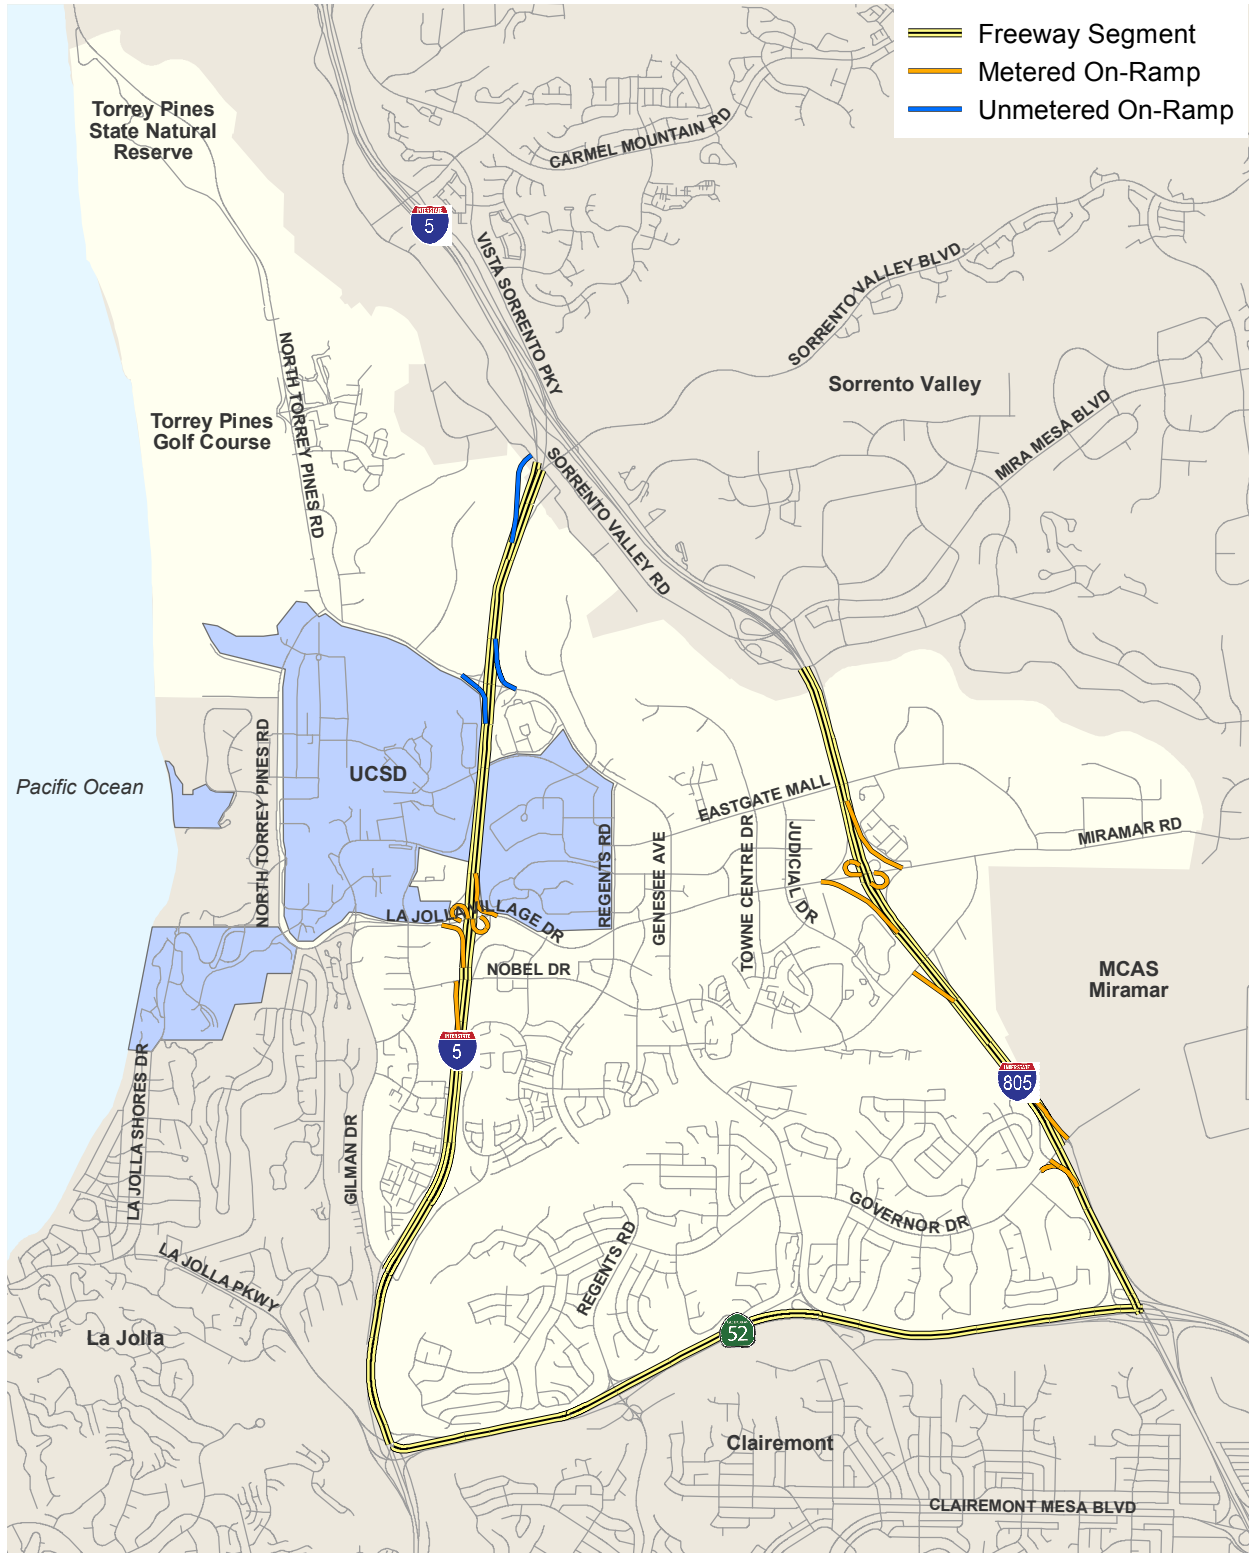 Freeway Segment
Metered On-Ramp
Unmetered On-Ramp
Torrey Pines
State Natural
Reserve
CARMEL MOUNTAIN RD
INTERSTATE
5
VISTA SORRENTO PKY
SORRENTO VALLEY BLVD
Sorrento Valley
NORTH TORREY PINES RD
Torrey Pines
Golf Course
MIRA MESA BLVD
SORRENTO VALLEY RD
NORTH TORREY PINES RD
UCSD
Pacific Ocean
EASTGATE MALL
MIRAMAR RD
REGENTS RD
GENESEE AVE
TOWNE CENTRE DR
JUDICIAL DR
LA JOLLA VILLAGE DR
NOBEL DR
MCAS
Miramar
INTERSTATE
5
INTERSTATE
805
LA JOLLA SHORES DR
GILMAN DR
GOVERNOR DR
REGENTS RD
LA JOLLA PKWY
La Jolla
52
Clairemont
CLAIREMONT MESA BLVD